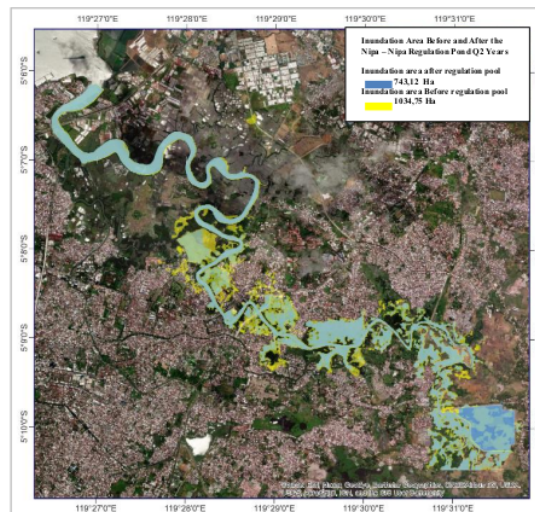 119°27'0"E 119°28'0"E 119°29'0"E 119°30'0"E 119°31'0"E
Inundation Area Before and After the
Nipa – Nipa Regulation Pond Q2 Years
Inundation area after regulation pool
743,12 Ha
Inundation area Before regulation pool
1034,75 Ha
5°6'0"S
5°7'0"S
5°8'0"S
5°9'0"S
5°10'0"S
119°27'0"E 119°28'0"E 119°29'0"E 119°30'0"E 119°31'0"E